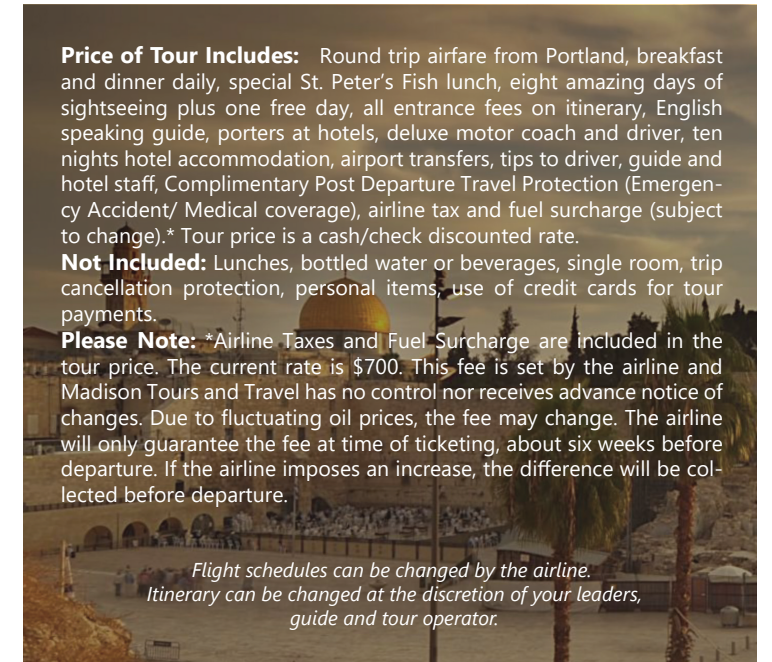 Price of Tour Includes: Round trip airfare from Portland, breakfast
and dinner daily, special St. Peter’s Fish lunch, eight amazing days of
sightseeing plus one free day, all entrance fees on itinerary, English
speaking guide, porters at hotels, deluxe motor coach and driver, ten
nights hotel accommodation, airport transfers, tips to driver, guide and
hotel staff, Complimentary Post Departure Travel Protection (Emergen-
cy Accident/ Medical coverage), airline tax and fuel surcharge (subject
to change).* Tour price is a cash/check discounted rate.
Not Included: Lunches, bottled water or beverages, single room, trip
cancellation protection, personal items, use of credit cards for tour
payments.
Please Note: *Airline Taxes and Fuel Surcharge are included in the
tour price. The current rate is $700. This fee is set by the airline and
Madison Tours and Travel has no control nor receives advance notice of
changes. Due to fluctuating oil prices, the fee may change. The airline
will only guarantee the fee at time of ticketing, about six weeks before
departure. If the airline imposes an increase, the difference will be col-
lected before departure.
Flight schedules can be changed by the airline.
Itinerary can be changed at the discretion of your leaders,
guide and tour operator.